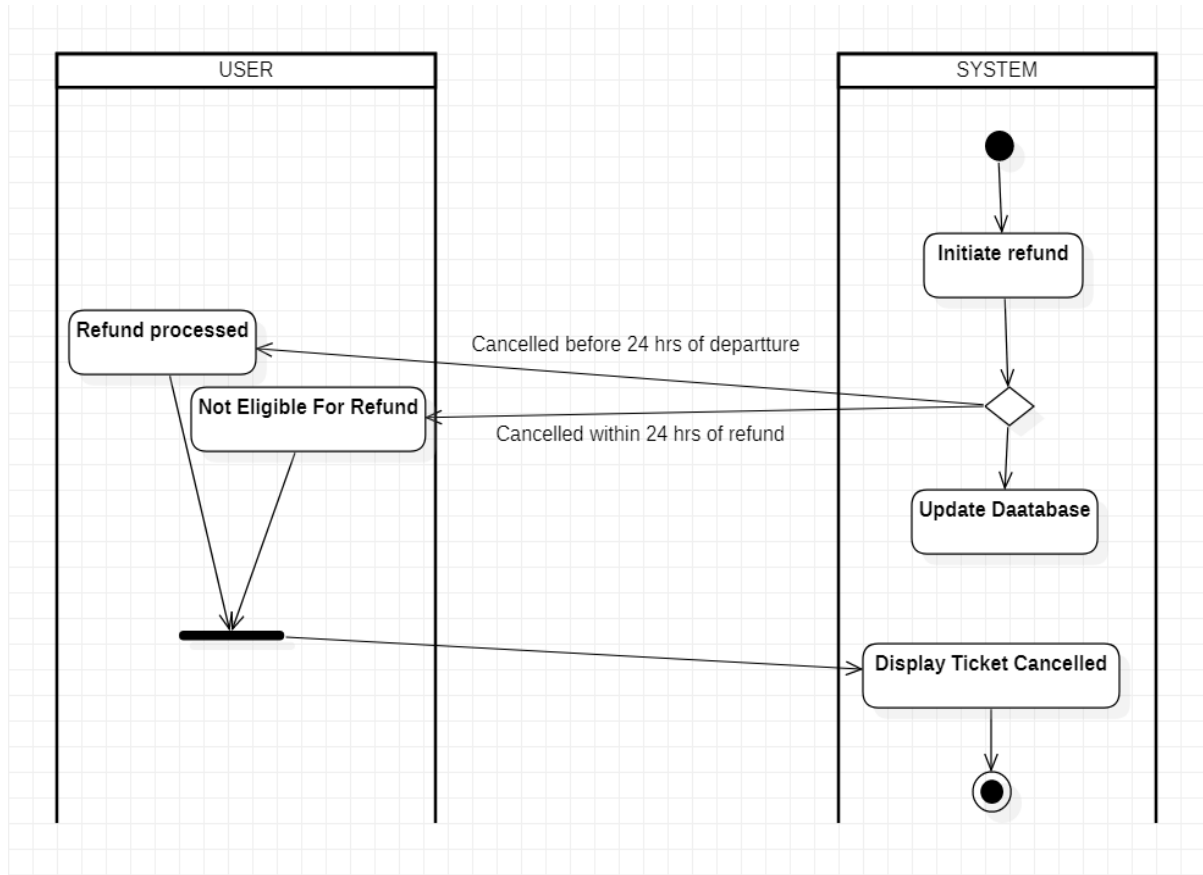 USER
SYSTEM
Initiate refund
Refund processed
Cancelled before 24 hrs of departture
Not Eligible For Refund
Cancelled within 24 hrs of refund
Update Daatabase
Display Ticket Cancelled